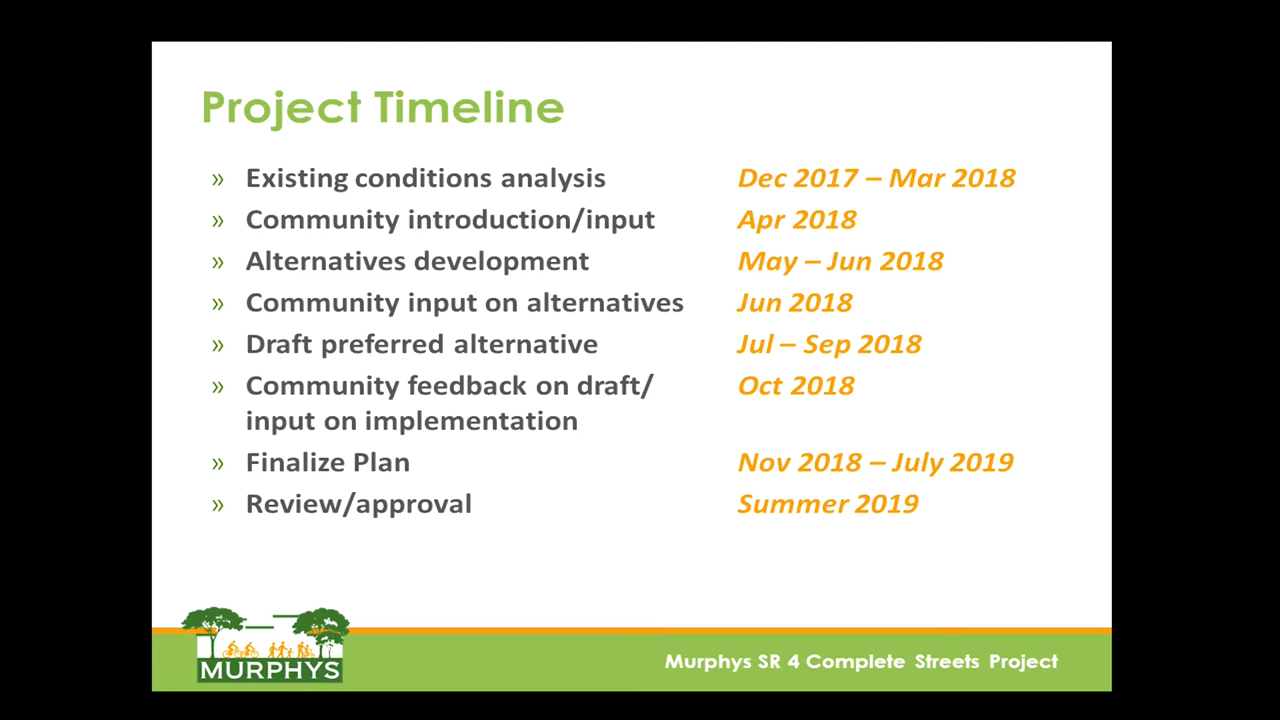 Project Timeline
» Existing conditions analysis Dec 2017 – Mar 2018
» Community introduction/input Apr 2018
» Alternatives development May – Jun 2018
» Community input on alternatives Jun 2018
» Draft preferred alternative Jul – Sep 2018
» Community feedback on draft/ Oct 2018
input on implementation
» Finalize Plan Nov 2018 – July 2019
» Review/approval Summer 2019
MURPHYS
Murphys SR 4 Complete Streets Project